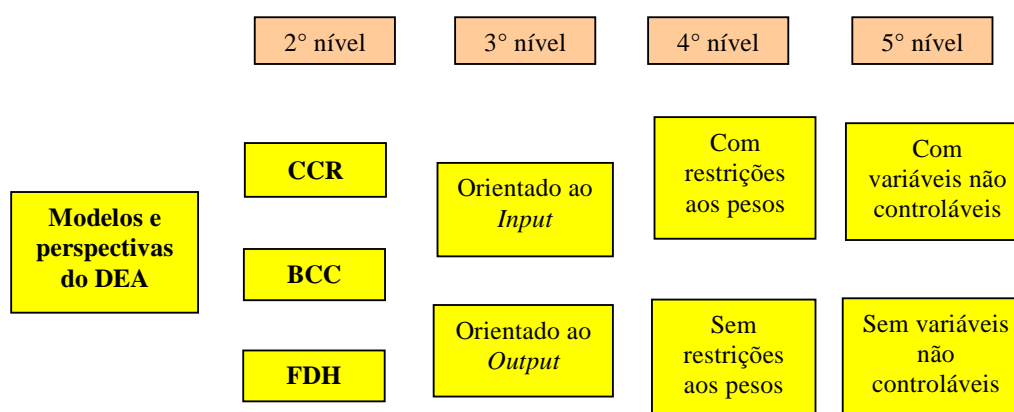 2° nível
3° nível
4° nível
5° nível
Modelos e
perspectivas
do DEA
CCR
BCC
FDH
Orientado ao
Input
Orientado ao
Output
Com
restrições
aos pesos
Sem
restrições
aos pesos
Com
variáveis não
controláveis
Sem variáveis
não
controláveis